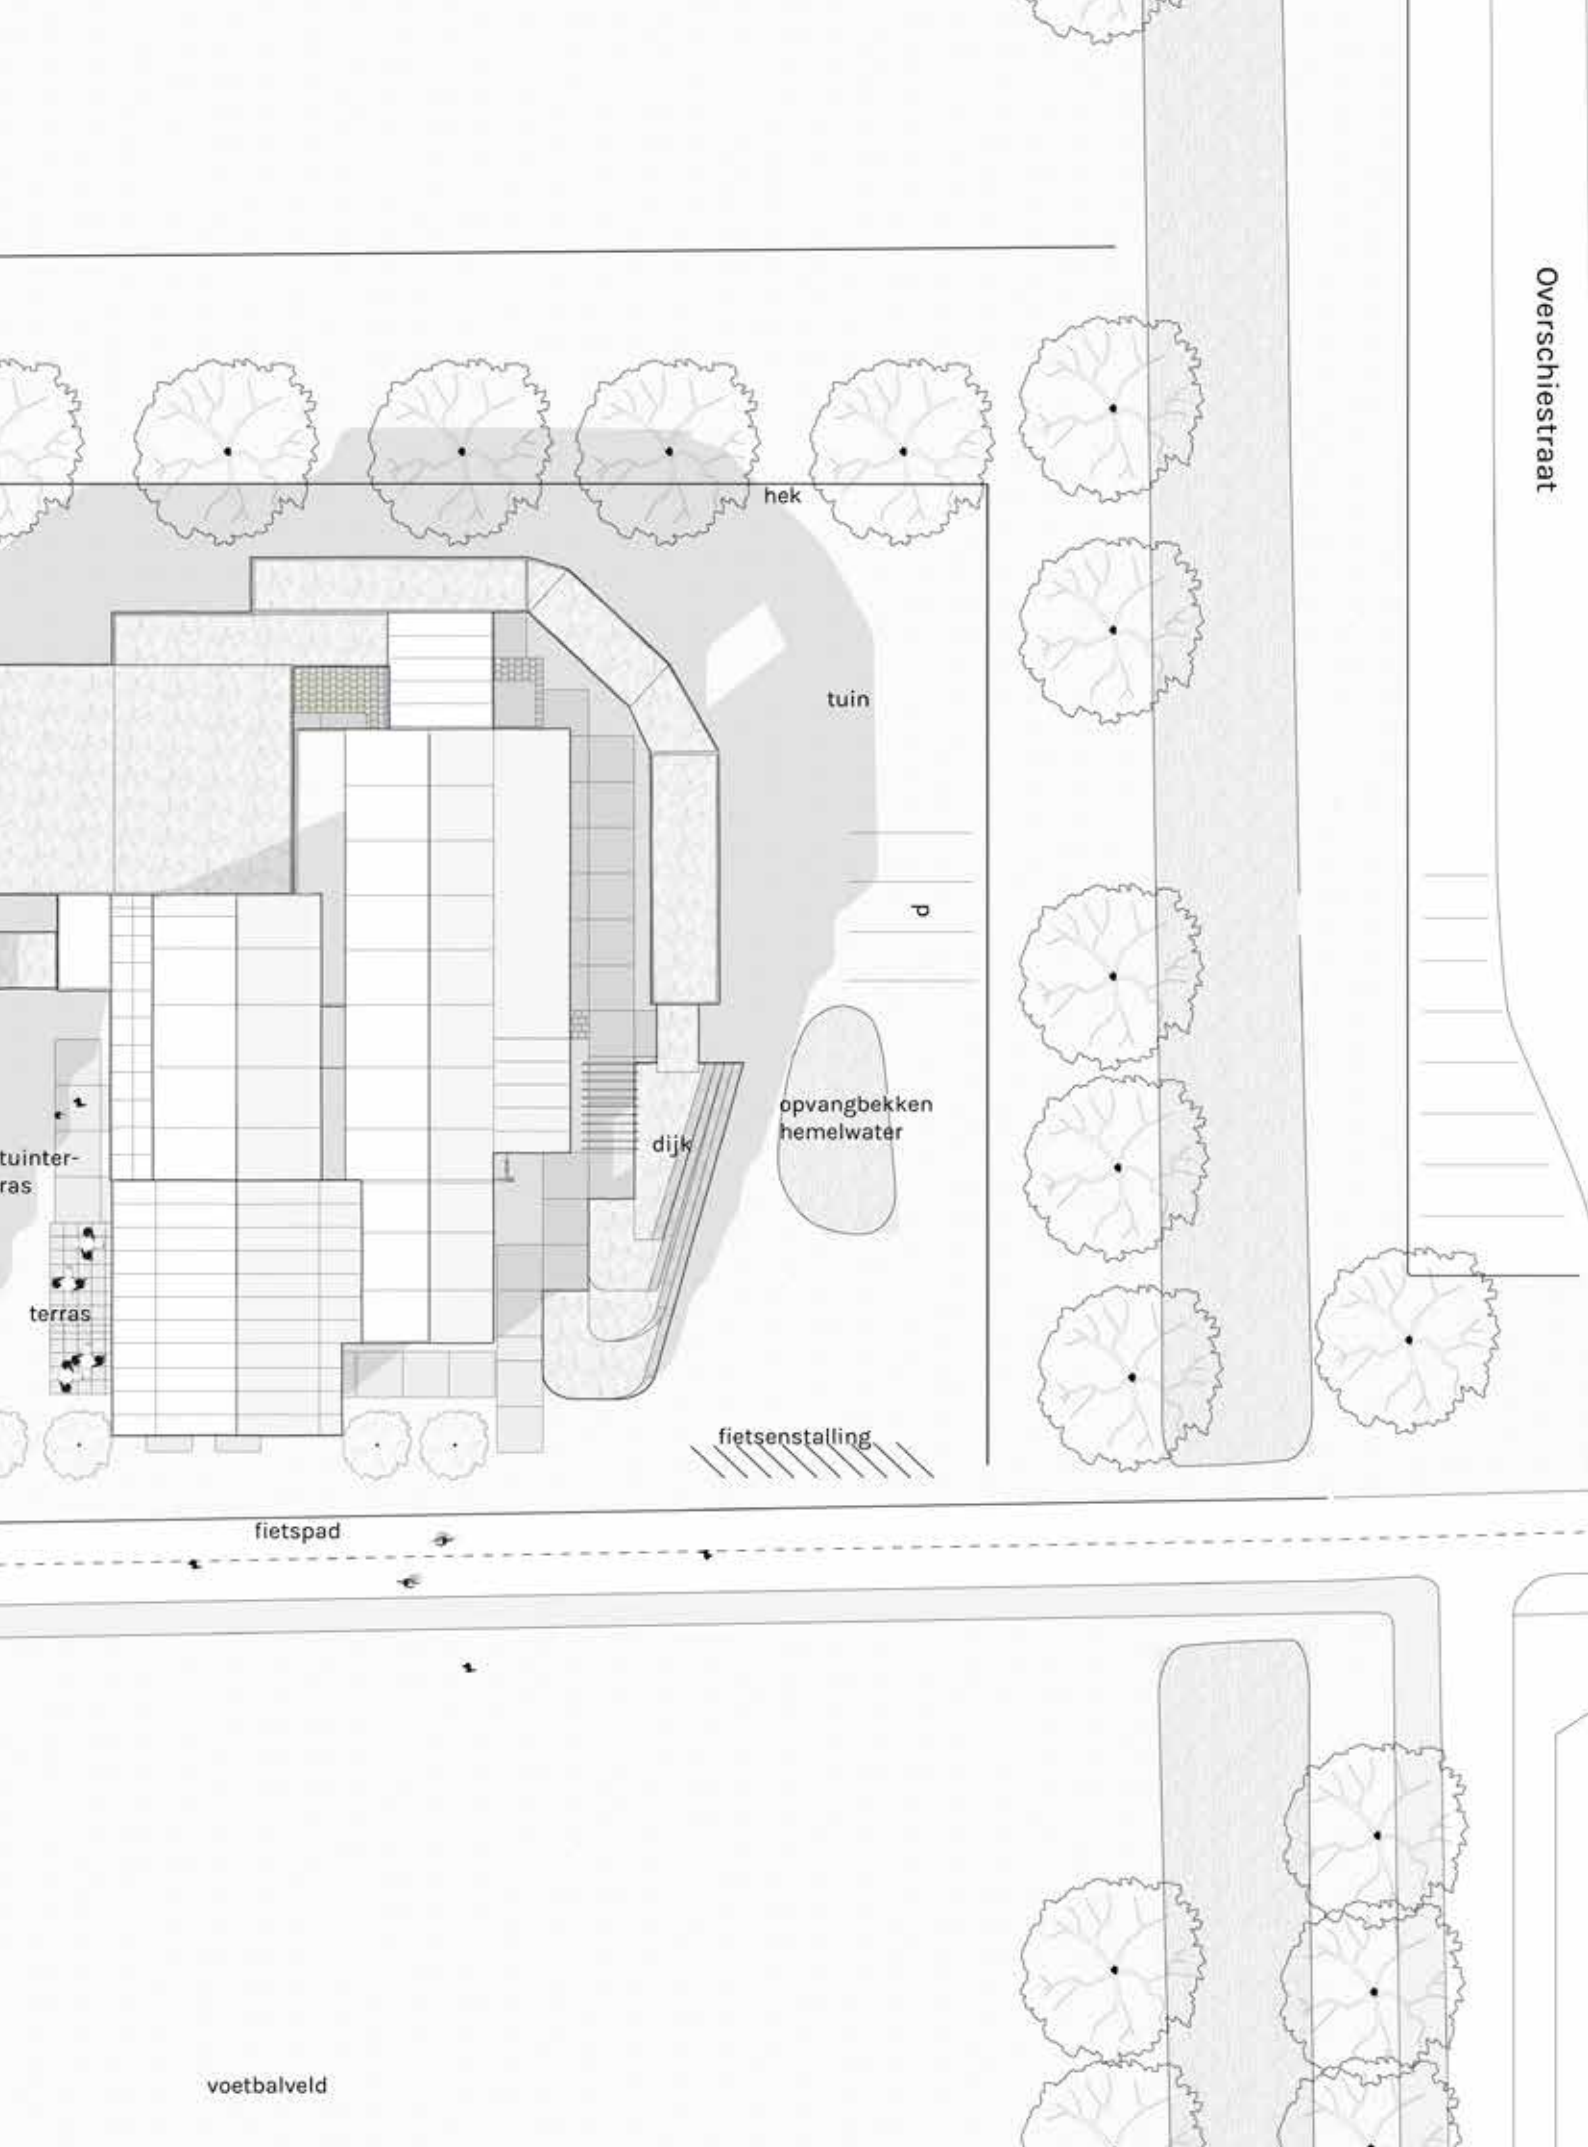 Overschiestraat
hek
tuin
P
opvangbekken
hemelwater
dijk
tuinter-
ras
terras
fietsenstalling
fietspad
voetbalveld